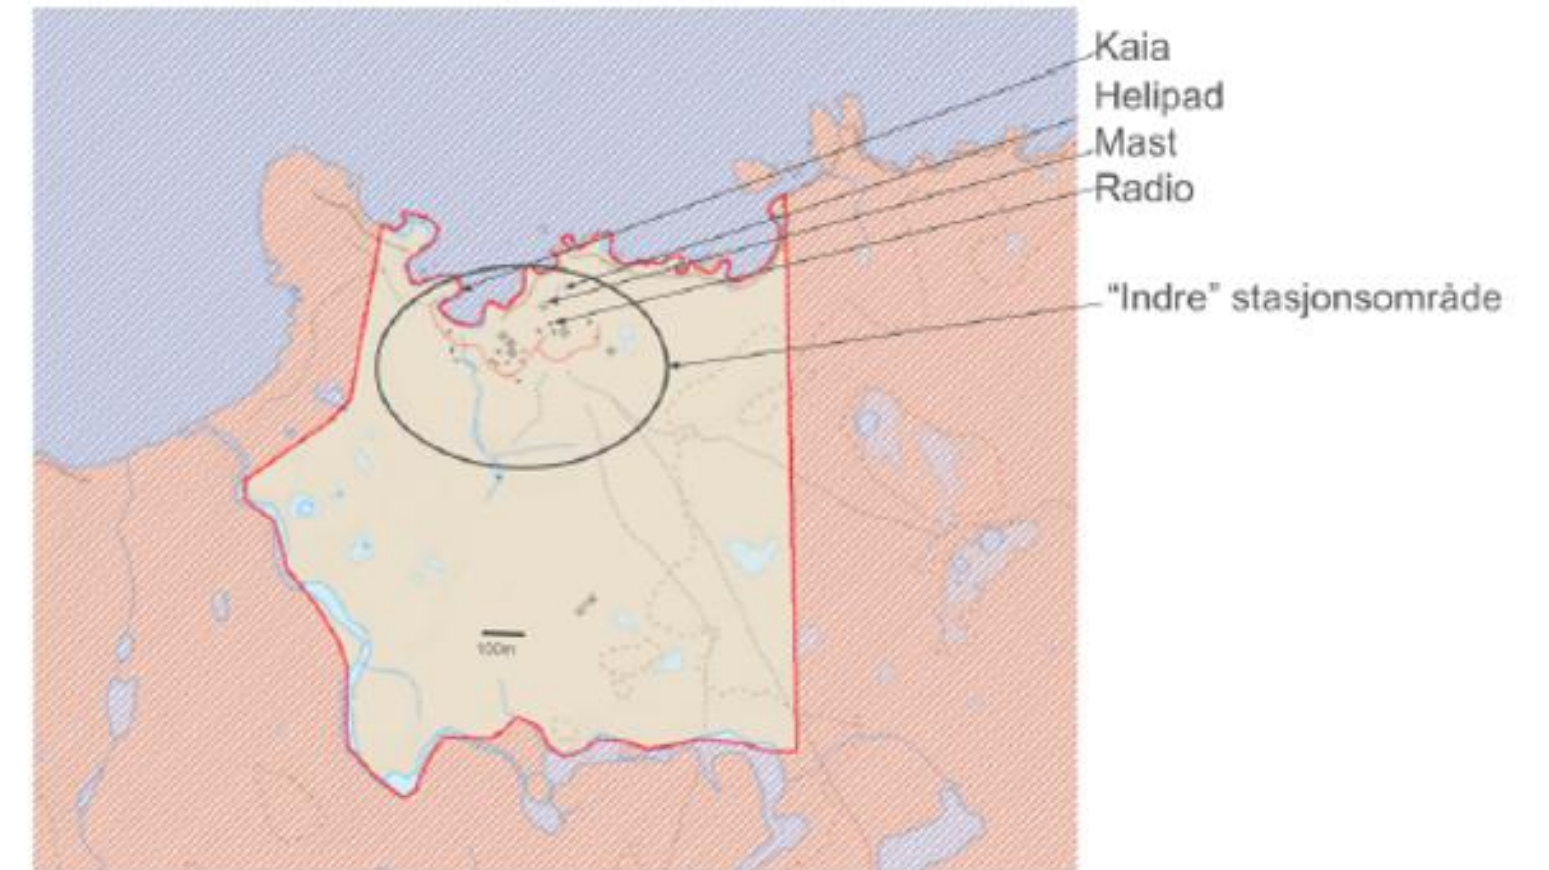 Kaia
Helipad
Mast
Radio
“Indre” stasjonsområde
100m